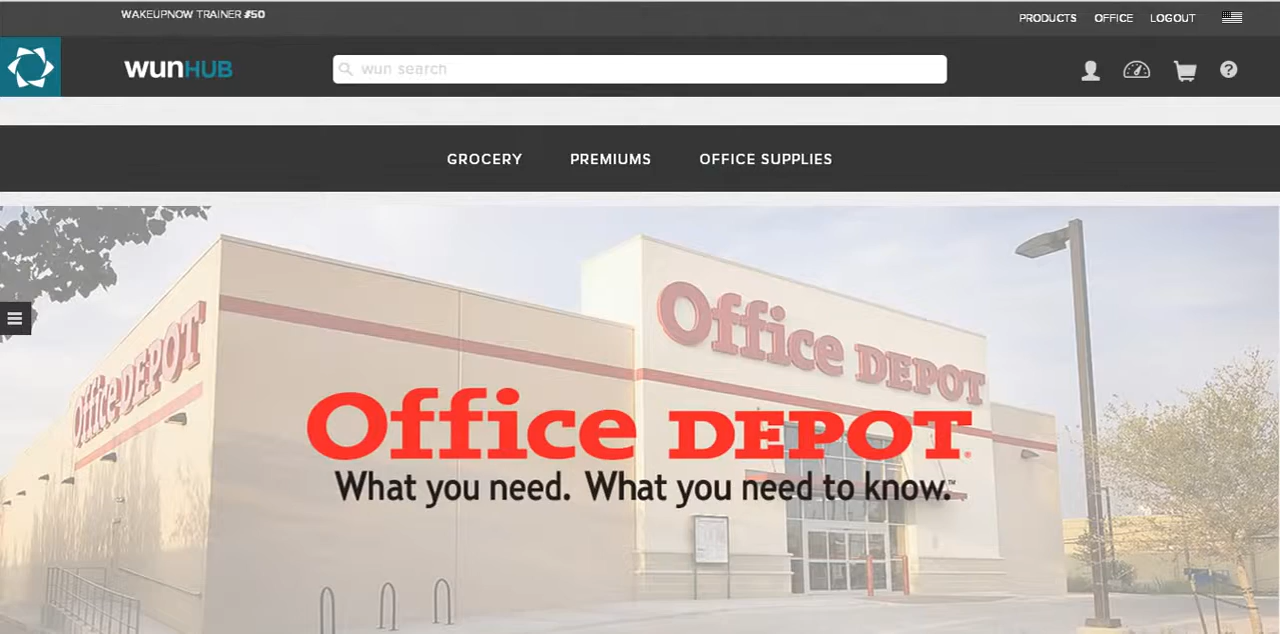 WAKEUPNOW TRAINER #50
PRODUCTS OFFICE LOGOUT
wunHUB
wun search
?
GROCERY PREMIUMS OFFICE SUPPLIES
Office DEPOT
Office DEPOT
Office DEPOT®
What you need. What you need to know.™